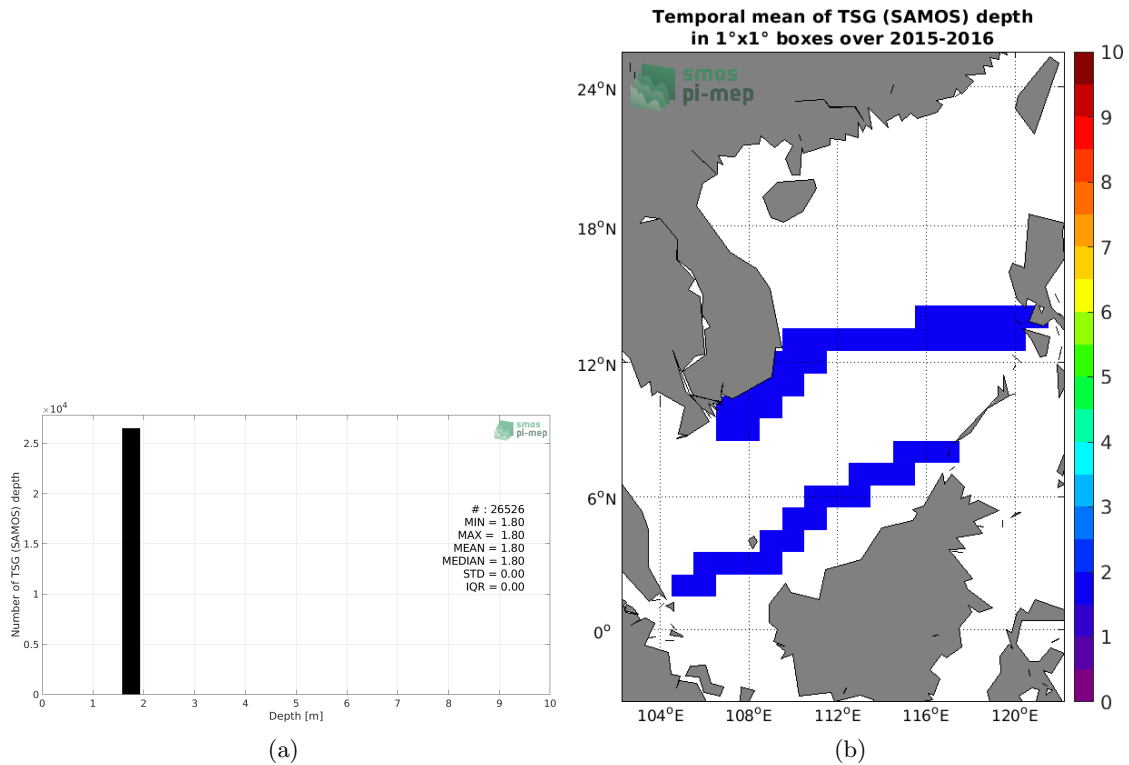 ×10⁴
2.5
2
1.5
1
0.5
0
Number of TSG (SAMOS) depth
smos
pi-mep
# : 26526
MIN = 1.80
MAX = 1.80
MEAN = 1.80
MEDIAN = 1.80
STD = 0.00
IQR = 0.00
0 1 2 3 4 5 6 7 8 9 10
Depth [m]
(a)
Temporal mean of TSG (SAMOS) depth
in 1°x1° boxes over 2015-2016
smos
pi-mep
24°N
18°N
12°N
6°N
0°
104°E 108°E 112°E 116°E 120°E
10
9
8
7
6
5
4
3
2
1
0
(b)